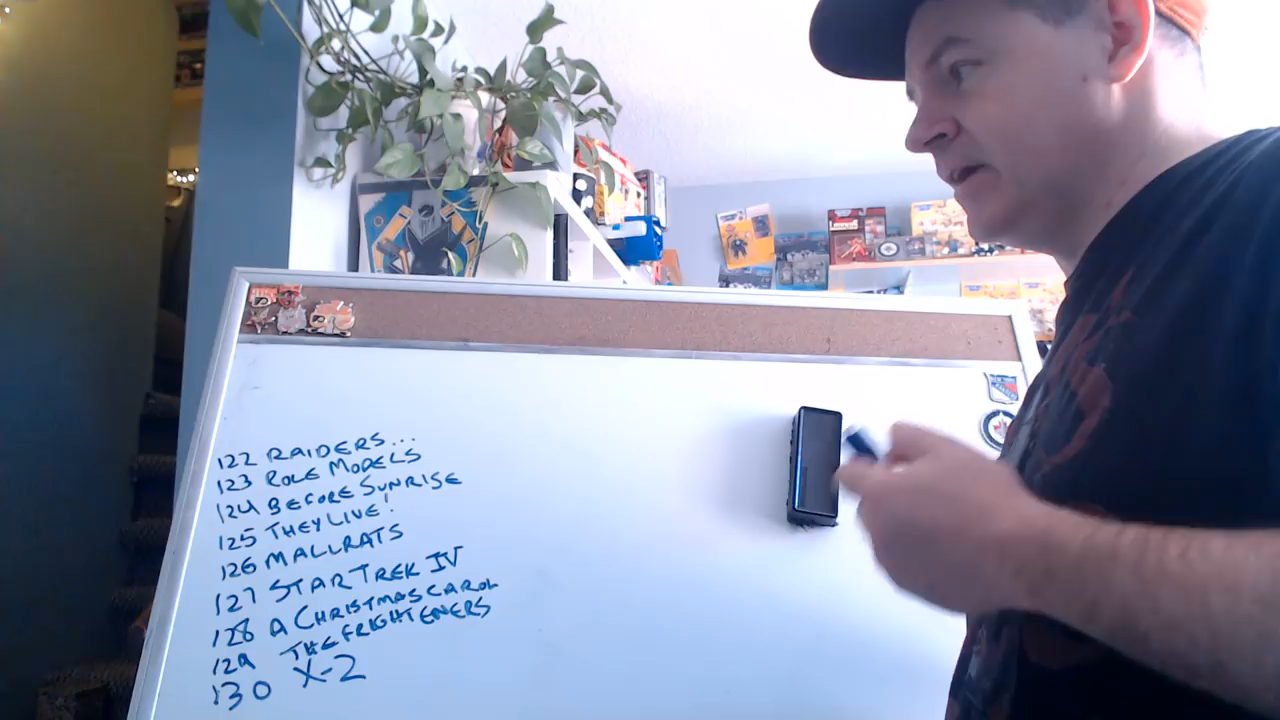 122 RAIDERS...
123 ROLE MODELS
124 BEFORE SUNRISE
125 THEY LIVE!
126 MALLRATS
127 STAR TREK IV
128 A CHRISTMAS CAROL
129 THE FRIGHTENERS
130 X-2